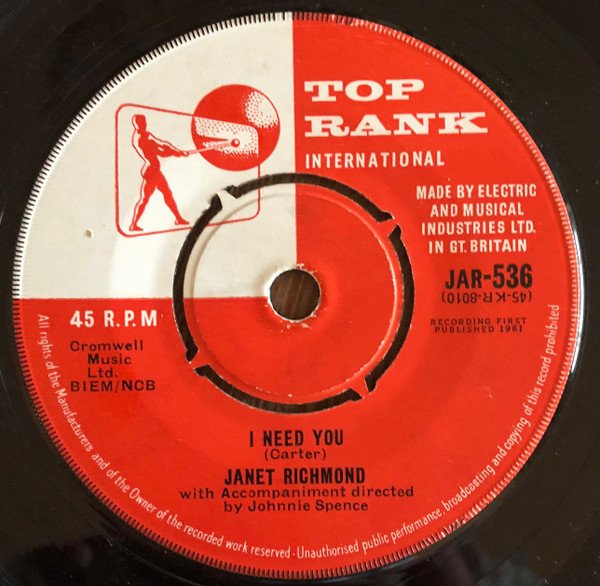 TOP
RANK
INTERNATIONAL
MADE BY ELECTRIC
AND MUSICAL
INDUSTRIES LTD.
IN GT. BRITAIN
JAR-536
(45-K-R-8010)
RECORDING FIRST
PUBLISHED 1961
45 R.P.M
Cromwell
Music
Ltd.
BIEM/NCB
I NEED YOU
(Carter)
JANET RICHMOND
with Accompaniment directed
by Johnnie Spence
All rights of the Manufacturers and of the Owner of the recorded work reserved - Unauthorised public performance, broadcasting and copying of this record prohibited